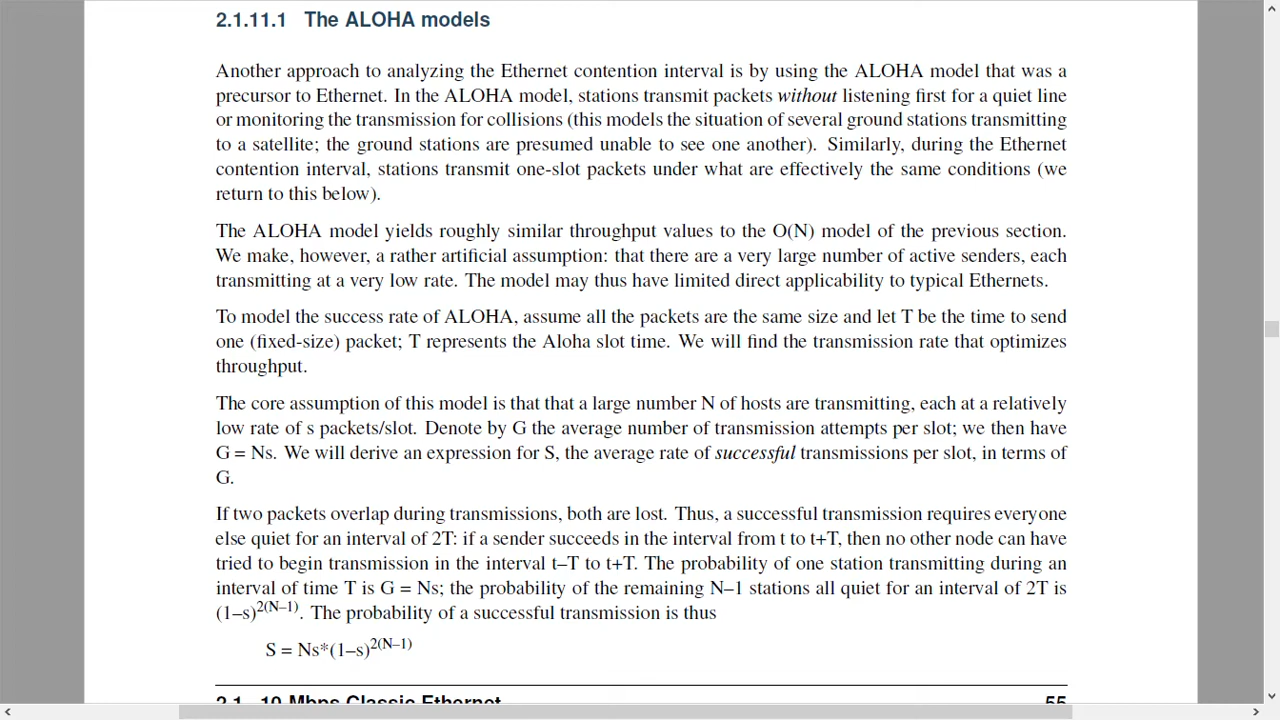 2.1.11.1 The ALOHA models
Another approach to analyzing the Ethernet contention interval is by using the ALOHA model that was a
precursor to Ethernet. In the ALOHA model, stations transmit packets without listening first for a quiet line
or monitoring the transmission for collisions (this models the situation of several ground stations transmitting
to a satellite; the ground stations are presumed unable to see one another). Similarly, during the Ethernet
contention interval, stations transmit one-slot packets under what are effectively the same conditions (we
return to this below).
The ALOHA model yields roughly similar throughput values to the O(N) model of the previous section.
We make, however, a rather artificial assumption: that there are a very large number of active senders, each
transmitting at a very low rate. The model may thus have limited direct applicability to typical Ethernets.
To model the success rate of ALOHA, assume all the packets are the same size and let T be the time to send
one (fixed-size) packet; T represents the Aloha slot time. We will find the transmission rate that optimizes
throughput.
The core assumption of this model is that that a large number N of hosts are transmitting, each at a relatively
low rate of s packets/slot. Denote by G the average number of transmission attempts per slot; we then have
G = Ns. We will derive an expression for S, the average rate of successful transmissions per slot, in terms of
G.
If two packets overlap during transmissions, both are lost. Thus, a successful transmission requires everyone
else quiet for an interval of 2T: if a sender succeeds in the interval from t to t+T, then no other node can have
tried to begin transmission in the interval t–T to t+T. The probability of one station transmitting during an
interval of time T is G = Ns; the probability of the remaining N–1 stations all quiet for an interval of 2T is
(1–s)^2(N–1). The probability of a successful transmission is thus
S = Ns*(1–s)^2(N–1)
2.1 10 Mbps Classic Ethernet 55